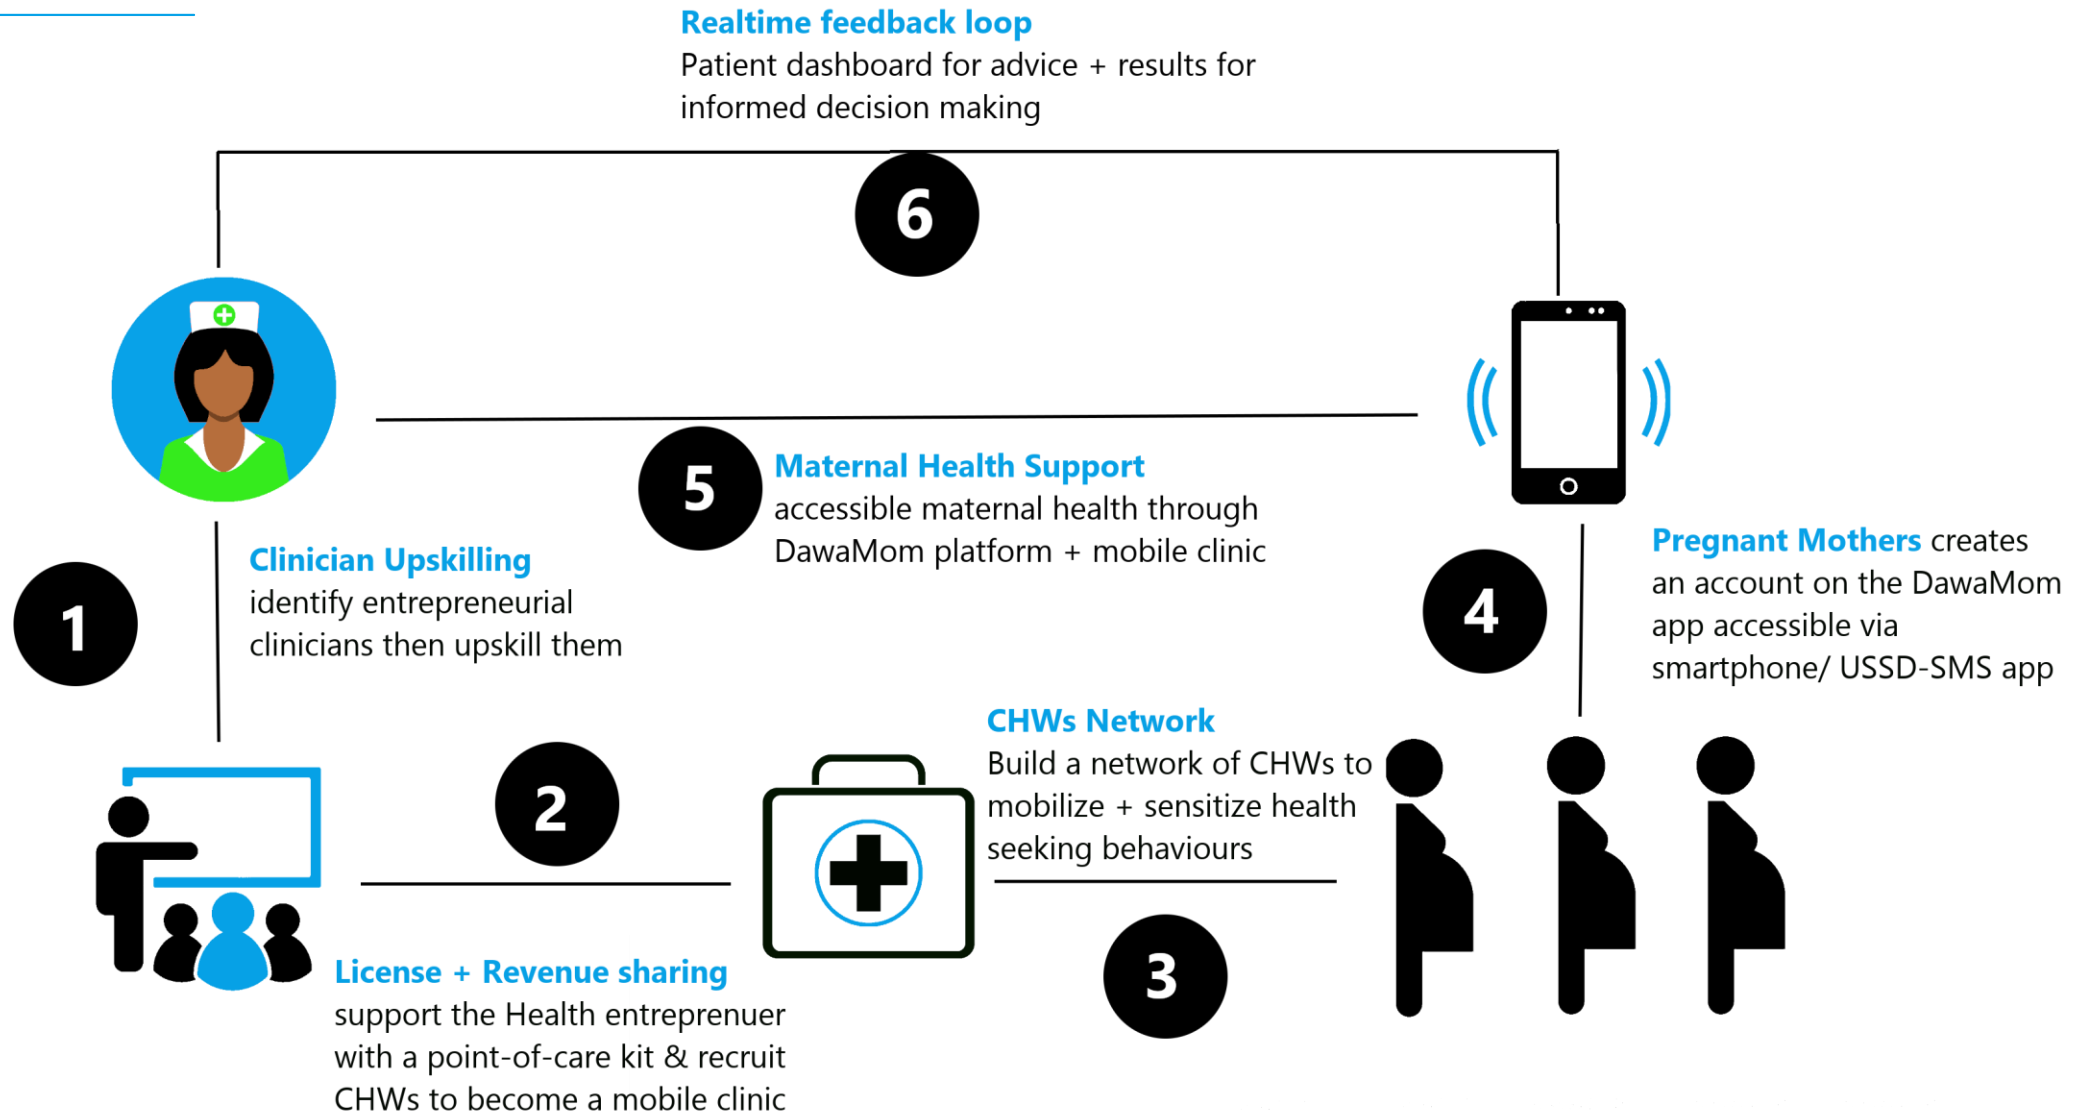 Realtime feedback loop
Patient dashboard for advice + results for
informed decision making
6
5
Maternal Health Support
accessible maternal health through
DawaMom platform + mobile clinic
1
Clinician Upskilling
identify entrepreneurial
clinicians then upskill them
4
Pregnant Mothers creates
an account on the DawaMom
app accessible via
smartphone/ USSD-SMS app
2
License + Revenue sharing
support the Health entreprenuer
with a point-of-care kit & recruit
CHWs to become a mobile clinic
CHWs Network
Build a network of CHWs to
mobilize + sensitize health
seeking behaviours
3